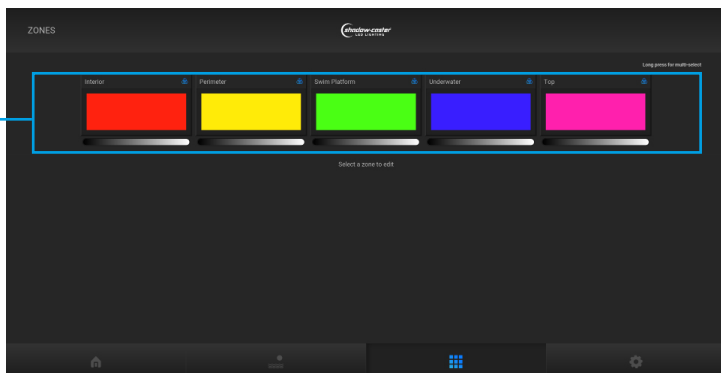 ZONES
shadow-caster
LED LIGHTING
Long press for multi-select
Interior
Perimeter
Swim Platform
Underwater
Top
Select a zone to edit